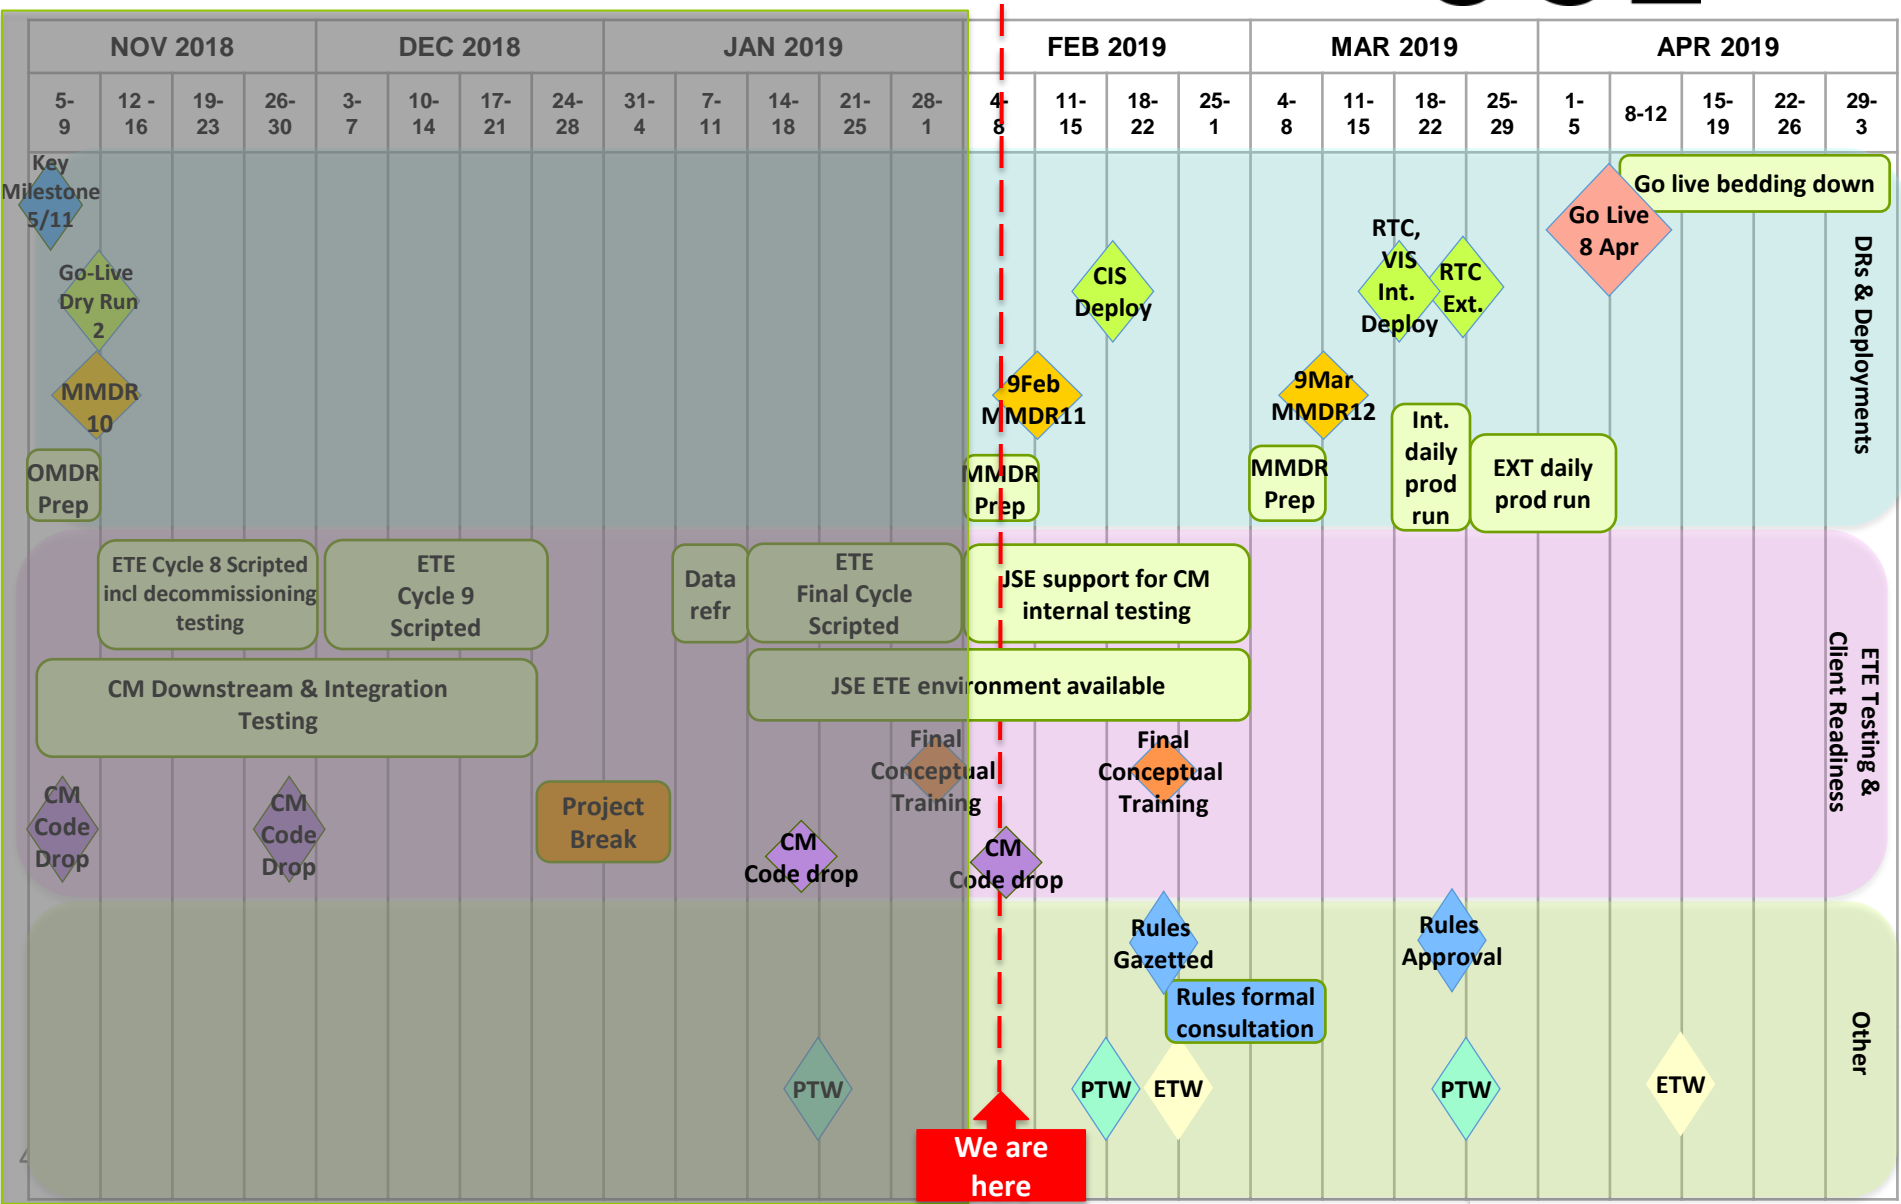 NOV 2018
DEC 2018
JAN 2019
FEB 2019
MAR 2019
APR 2019
5-
9
12 -
16
19-
23
26-
30
3-
7
10-
14
17-
21
24-
28
31-
4
7-
11
14-
18
21-
25
28-
1
4-
8
11-
15
18-
22
25-
1
4-
8
11-
15
18-
22
25-
29
1-
5
8-12
15-
19
22-
26
29-
3
Key
Milestone
5/11
Go-Live
Dry Run
2
MMDR
10
OMDR
Prep
9Feb
MMDR11
MMDR
Prep
CIS
Deploy
9Mar
MMDR12
MMDR
Prep
RTC,
VIS
Int.
Deploy
RTC
Ext.
Int.
daily
prod
run
EXT daily
prod run
Go Live
8 Apr
Go live bedding down
DRs & Deployments
ETE Cycle 8 Scripted
incl decommissioning
testing
ETE
Cycle 9
Scripted
Data
refr
ETE
Final Cycle
Scripted
JSE support for CM
internal testing
CM Downstream & Integration
Testing
JSE ETE environment available
Final
Conceptual
Training
Final
Conceptual
Training
CM
Code
Drop
CM
Code
Drop
Project
Break
CM
Code drop
CM
Code drop
ETE Testing &
Client Readiness
Rules
Gazetted
Rules
Approval
Rules formal
consultation
PTW
PTW
ETW
PTW
ETW
Other
We are
here